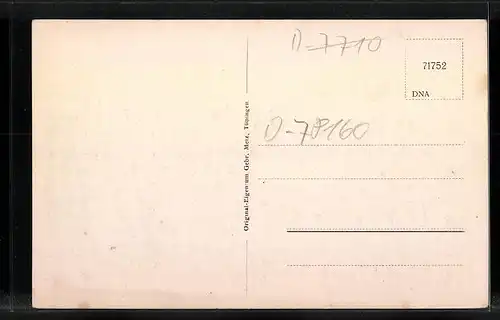 D-7710
71752
DNA
D-78160
Original-Eigentum Gebr. Metz, Tübingen